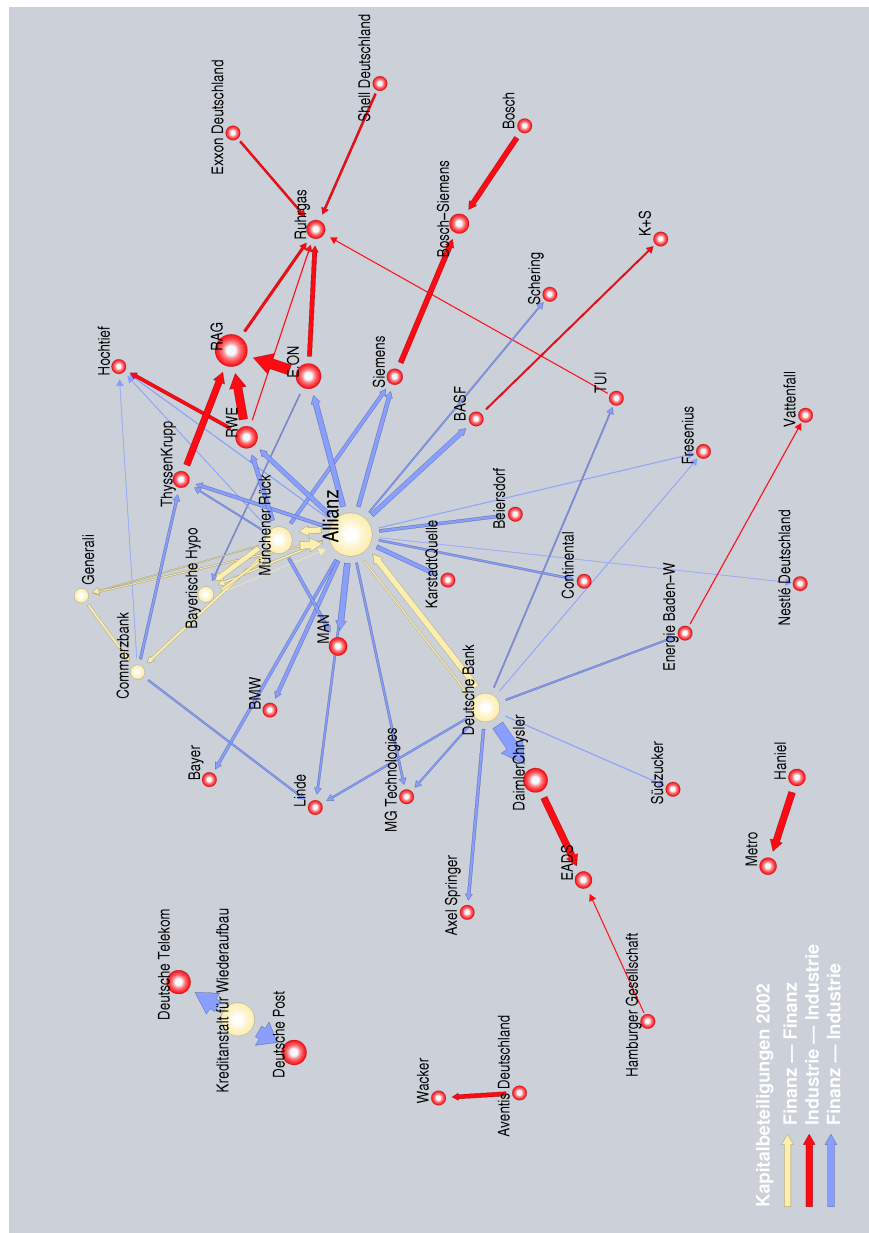 Exxon Deutschland
Shell Deutschland
Bosch
Ruhrgas
Bosch–Siemens
K+S
Schering
Hochtief
RAG
E.ON
Siemens
BASF
TUI
Vattenfall
RWE
Fresenius
ThyssenKrupp
Münchener Rück
Allianz
Beiersdorf
Generali
Bayerische Hypo
KarstadtQuelle
Continental
Nestlé Deutschland
Energie Baden–W
Commerzbank
MAN
BMW
Deutsche Bank
Bayer
Linde
MG Technologies
DaimlerChrysler
Südzucker
Haniel
Metro
EADS
Axel Springer
Hamburger Gesellschaft
Deutsche Telekom
Kreditanstalt für Wiederaufbau
Deutsche Post
Wacker
Aventis Deutschland
Kapitalbeteiligungen 2002
Finanz — Finanz
Industrie — Industrie
Finanz — Industrie